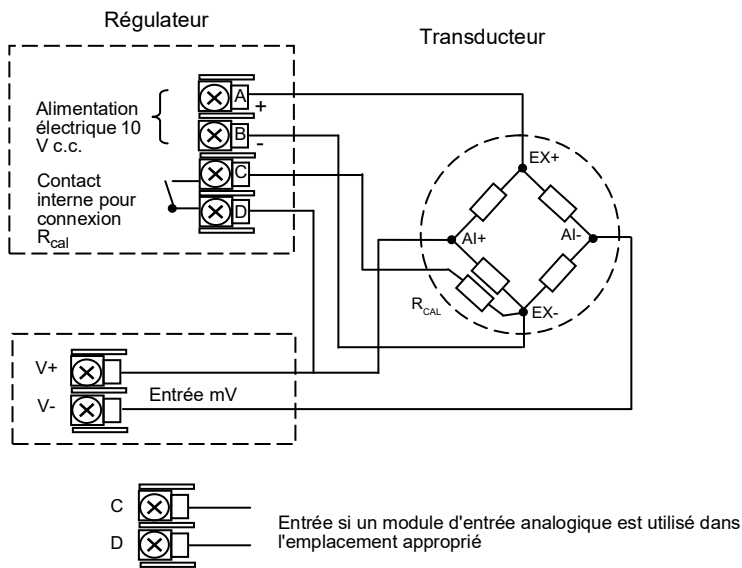 Régulateur
Transducteur
Alimentation
électrique 10
V c.c.
A
+
B
-
Contact
interne pour
connexion
Rcal
C
D
EX+
AI+
AI-
RCAL
EX-
V+
V-
Entrée mV
C
D
Entrée si un module d'entrée analogique est utilisé dans
l'emplacement approprié